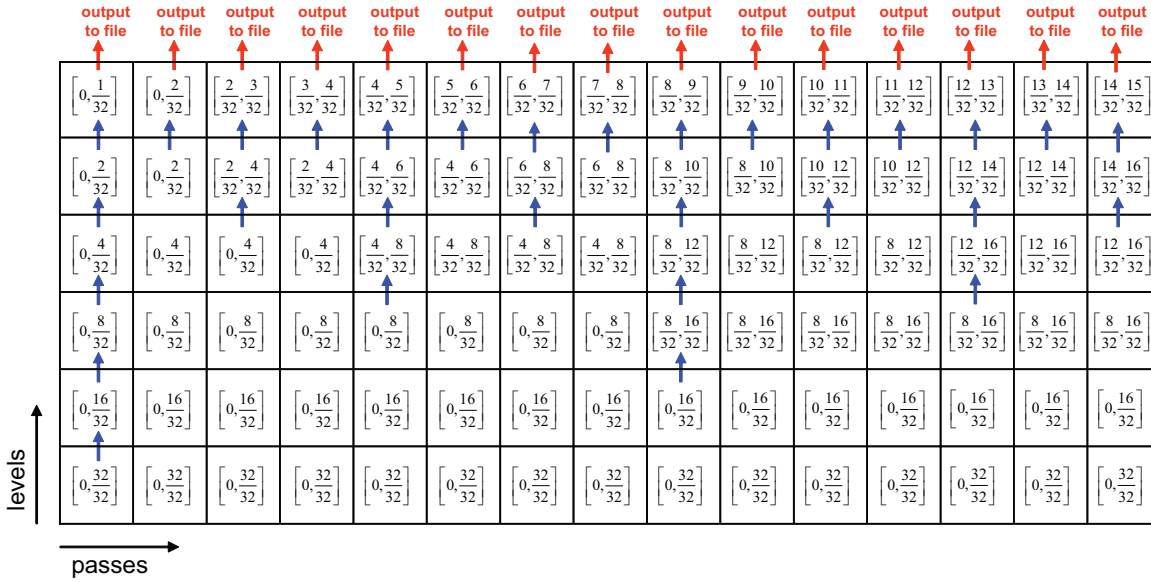 output output output output output output output output output output output output output output output
to file to file to file to file to file to file to file to file to file to file to file to file to file to file to file
[0, 1/32] [0, 2/32] [2/32, 3/32] [3/32, 4/32] [4/32, 5/32] [5/32, 6/32] [6/32, 7/32] [7/32, 8/32] [8/32, 9/32] [9/32, 10/32] [10/32, 11/32] [11/32, 12/32] [12/32, 13/32] [13/32, 14/32] [14/32, 15/32]
[0, 2/32] [0, 2/32] [2/32, 4/32] [2/32, 4/32] [4/32, 6/32] [4/32, 6/32] [6/32, 8/32] [6/32, 8/32] [8/32, 10/32] [8/32, 10/32] [10/32, 12/32] [10/32, 12/32] [12/32, 14/32] [12/32, 14/32] [14/32, 16/32]
[0, 4/32] [0, 4/32] [0, 4/32] [0, 4/32] [4/32, 8/32] [4/32, 8/32] [4/32, 8/32] [4/32, 8/32] [8/32, 12/32] [8/32, 12/32] [8/32, 12/32] [8/32, 12/32] [12/32, 16/32] [12/32, 16/32] [12/32, 16/32]
[0, 8/32] [0, 8/32] [0, 8/32] [0, 8/32] [0, 8/32] [0, 8/32] [0, 8/32] [0, 8/32] [8/32, 16/32] [8/32, 16/32] [8/32, 16/32] [8/32, 16/32] [8/32, 16/32] [8/32, 16/32] [8/32, 16/32]
[0, 16/32] [0, 16/32] [0, 16/32] [0, 16/32] [0, 16/32] [0, 16/32] [0, 16/32] [0, 16/32] [0, 16/32] [0, 16/32] [0, 16/32] [0, 16/32] [0, 16/32] [0, 16/32] [0, 16/32]
[0, 32/32] [0, 32/32] [0, 32/32] [0, 32/32] [0, 32/32] [0, 32/32] [0, 32/32] [0, 32/32] [0, 32/32] [0, 32/32] [0, 32/32] [0, 32/32] [0, 32/32] [0, 32/32] [0, 32/32]
levels
passes